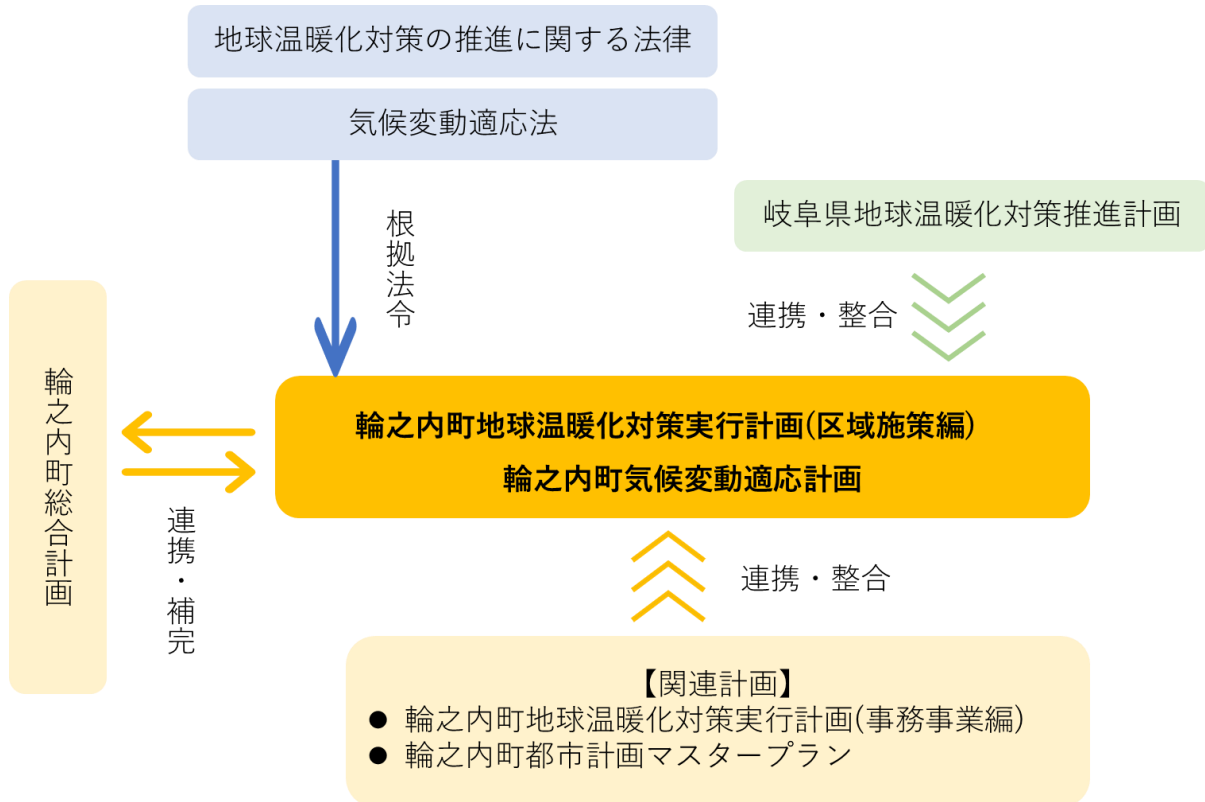 地球温暖化対策の推進に関する法律
気候変動適応法
根拠法令
岐阜県地球温暖化対策推進計画
連携・整合
輪之内町総合計画
連携・補完
輪之内町地球温暖化対策実行計画(区域施策編)
輪之内町気候変動適応計画
連携・整合
【関連計画】
● 輪之内町地球温暖化対策実行計画(事務事業編)
● 輪之内町都市計画マスタープラン